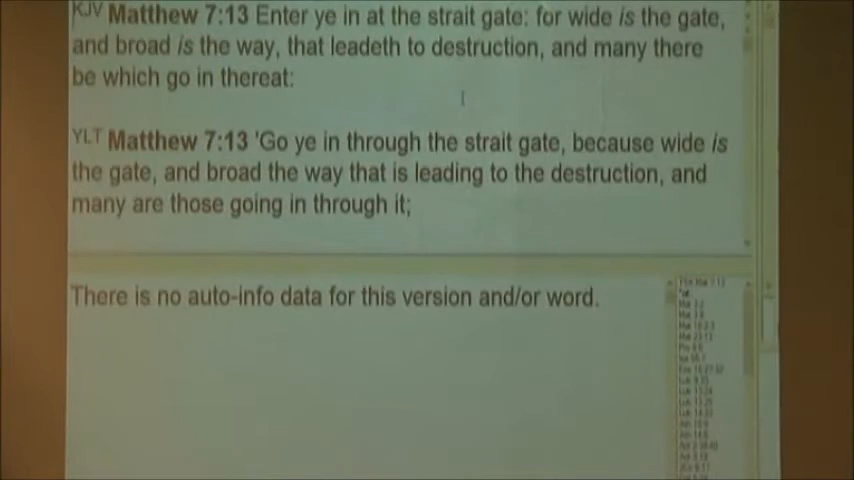 KJV Matthew 7:13 Enter ye in at the strait gate: for wide is the gate,
and broad is the way, that leadeth to destruction, and many there
be which go in thereat:
YLT Matthew 7:13 'Go ye in through the strait gate, because wide is
the gate, and broad the way that is leading to the destruction, and
many are those going in through it;
There is no auto-info data for this version and/or word.